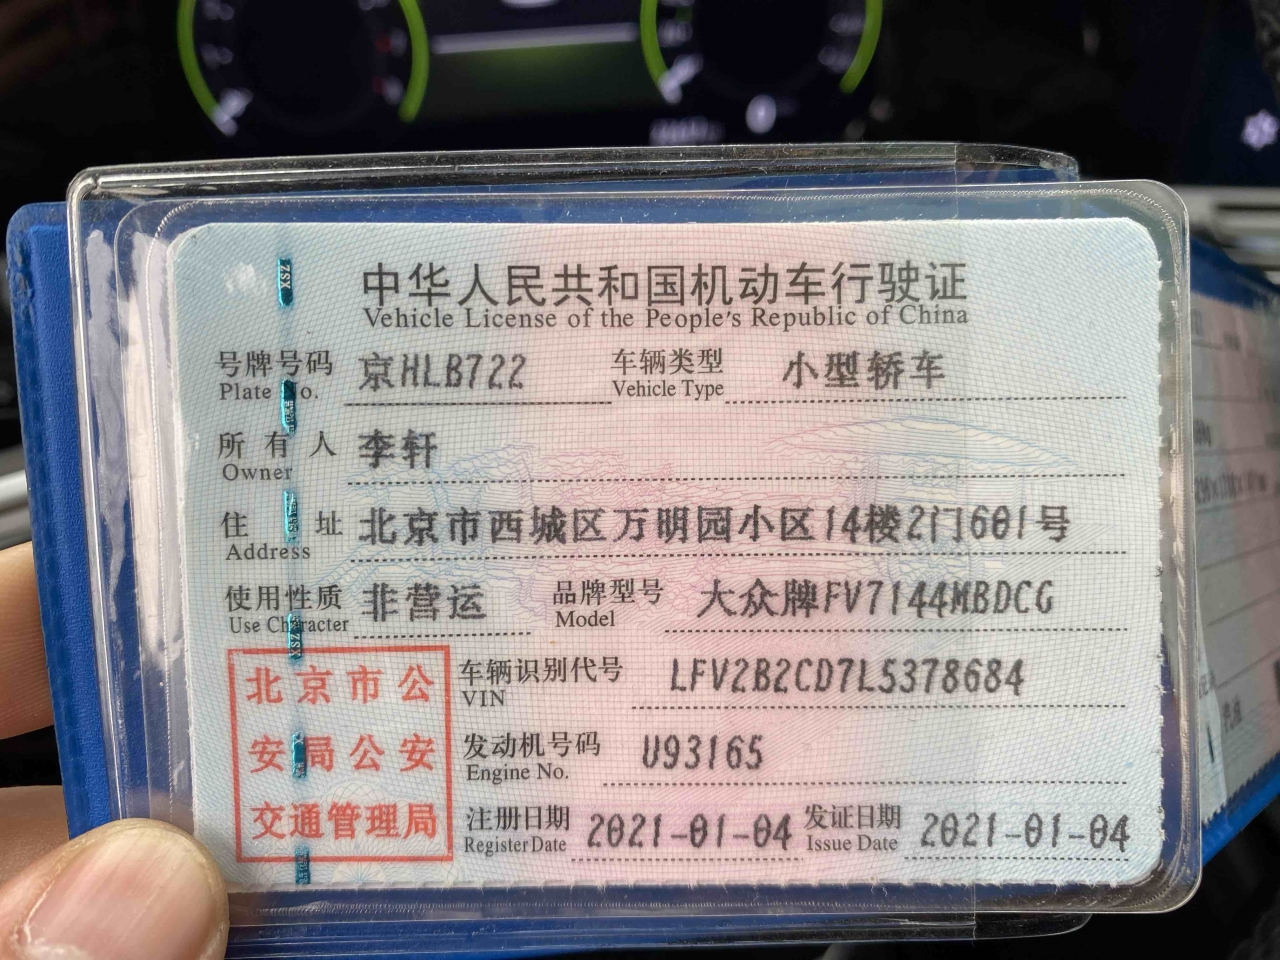 中华人民共和国机动车行驶证
Vehicle License of the People's Republic of China
号牌号码 京HLB722 车辆类型 小型轿车
Plate No. Vehicle Type
所有人 李轩
Owner
住址 北京市西城区万明园小区14楼2门601号
Address
使用性质 非营运 品牌型号 大众牌FV7144MBDCG
Use Character Model
北京市公
安局公安
交通管理局
车辆识别代号 LFV2B2CD7L5378684
VIN
发动机号码 U93165
Engine No.
注册日期 2021-01-04 发证日期 2021-01-04
Register Date Issue Date
XSZ
XSZ
0